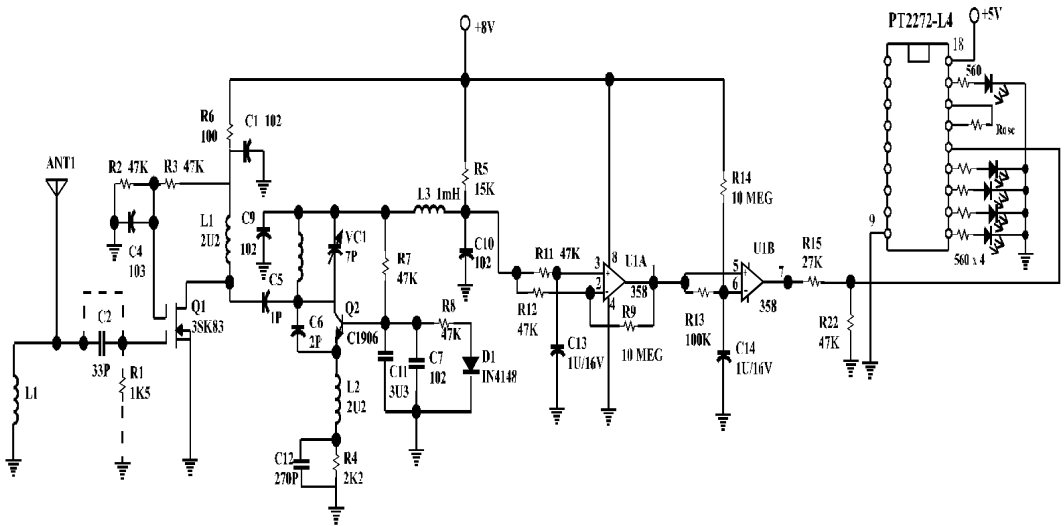 PT2272-L4
+5V
+8V
18
560
Rosc
R6
100
C1 102
ANT1
R2 47K
R3 47K
R5
15K
R14
10 MEG
L3 1mH
L1
2U2
C9
102
VC1
7P
C10
102
9
C4
103
C5
1P
R7
47K
R11 47K
3
8
U1A
1
2
4
358
U1B
5
7
6
358
R15
27K
560 x 4
Q1
3SK83
C6
2P
Q2
C1906
R8
47K
R12
47K
R9
10 MEG
R13
100K
R22
47K
C2
33P
R1
1K5
L1
L2
2U2
C11
3U3
C7
102
D1
IN4148
C13
1U/16V
C14
1U/16V
C12
270P
R4
2K2